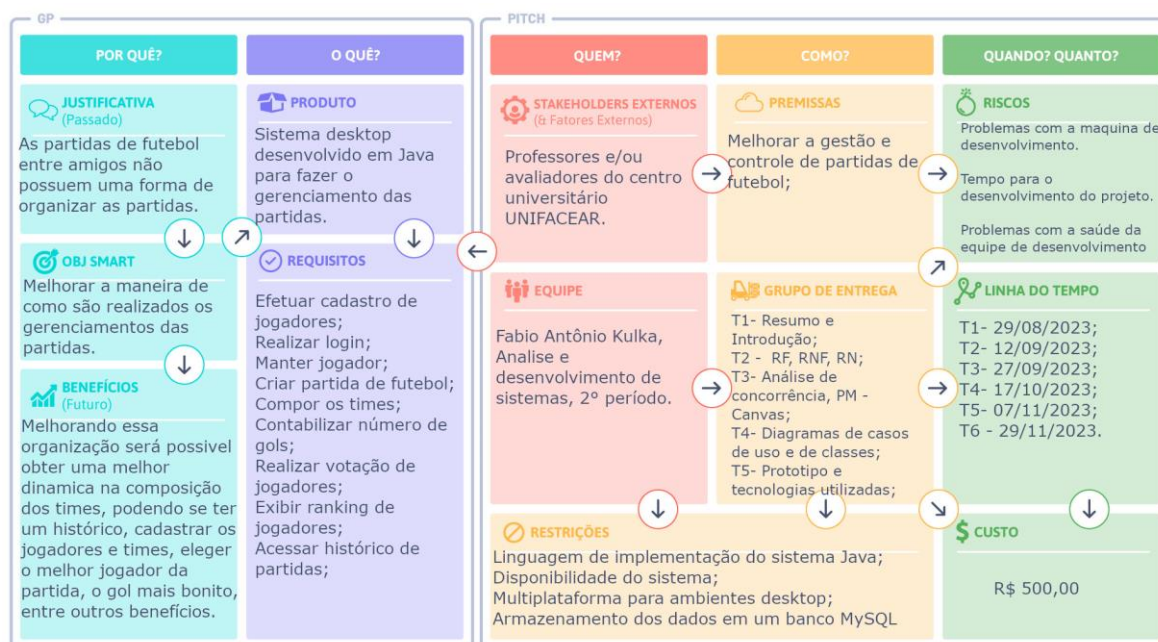 GP
PITCH
POR QUÊ?
O QUÊ?
QUEM?
COMO?
QUANDO? QUANTO?
JUSTIFICATIVA
(Passado)
As partidas de futebol
entre amigos não
possuem uma forma de
organizar as partidas.
OBJ SMART
Melhorar a maneira de
como são realizados os
gerenciamentos das
partidas.
BENEFÍCIOS
(Futuro)
Melhorando essa
organização será possivel
obter uma melhor
dinamica na composição
dos times, podendo se ter
um histórico, cadastrar os
jogadores e times, eleger
o melhor jogador da
partida, o gol mais bonito,
entre outros benefícios.
PRODUTO
Sistema desktop
desenvolvido em Java
para fazer o
gerenciamento das
partidas.
REQUISITOS
Efetuar cadastro de
jogadores;
Realizar login;
Manter jogador;
Criar partida de futebol;
Compor os times;
Contabilizar número de
gols;
Realizar votação de
jogadores;
Exibir ranking de
jogadores;
Acessar histórico de
partidas;
STAKEHOLDERS EXTERNOS
(& Fatores Externos)
Professores e/ou
avaliadores do centro
universitário
UNIFACEAR.
EQUIPE
Fabio Antônio Kulka,
Analise e
desenvolvimento de
sistemas, 2° período.
PREMISSAS
Melhorar a gestão e
controle de partidas de
futebol;
GRUPO DE ENTREGA
T1- Resumo e
Introdução;
T2 - RF, RNF, RN;
T3- Análise de
concorrência, PM -
Canvas;
T4- Diagramas de casos
de uso e de classes;
T5- Prototipo e
tecnologias utilizadas;
RESTRIÇÕES
Linguagem de implementação do sistema Java;
Disponibilidade do sistema;
Multiplataforma para ambientes desktop;
Armazenamento dos dados em um banco MySQL
RISCOS
Problemas com a maquina de
desenvolvimento.
Tempo para o
desenvolvimento do projeto.
Problemas com a saúde da
equipe de desenvolvimento
LINHA DO TEMPO
T1- 29/08/2023;
T2- 12/09/2023;
T3- 27/09/2023;
T4- 17/10/2023;
T5- 07/11/2023;
T6 - 29/11/2023.
$ CUSTO
R$ 500,00